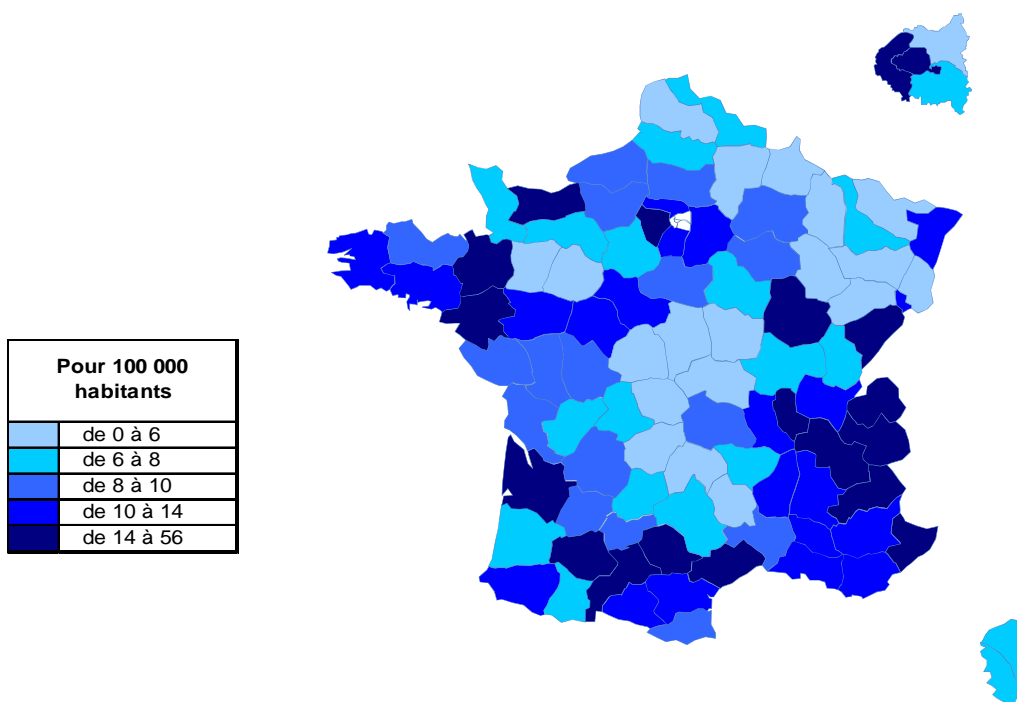 Pour 100 000
habitants
de 0 à 6
de 6 à 8
de 8 à 10
de 10 à 14
de 14 à 56